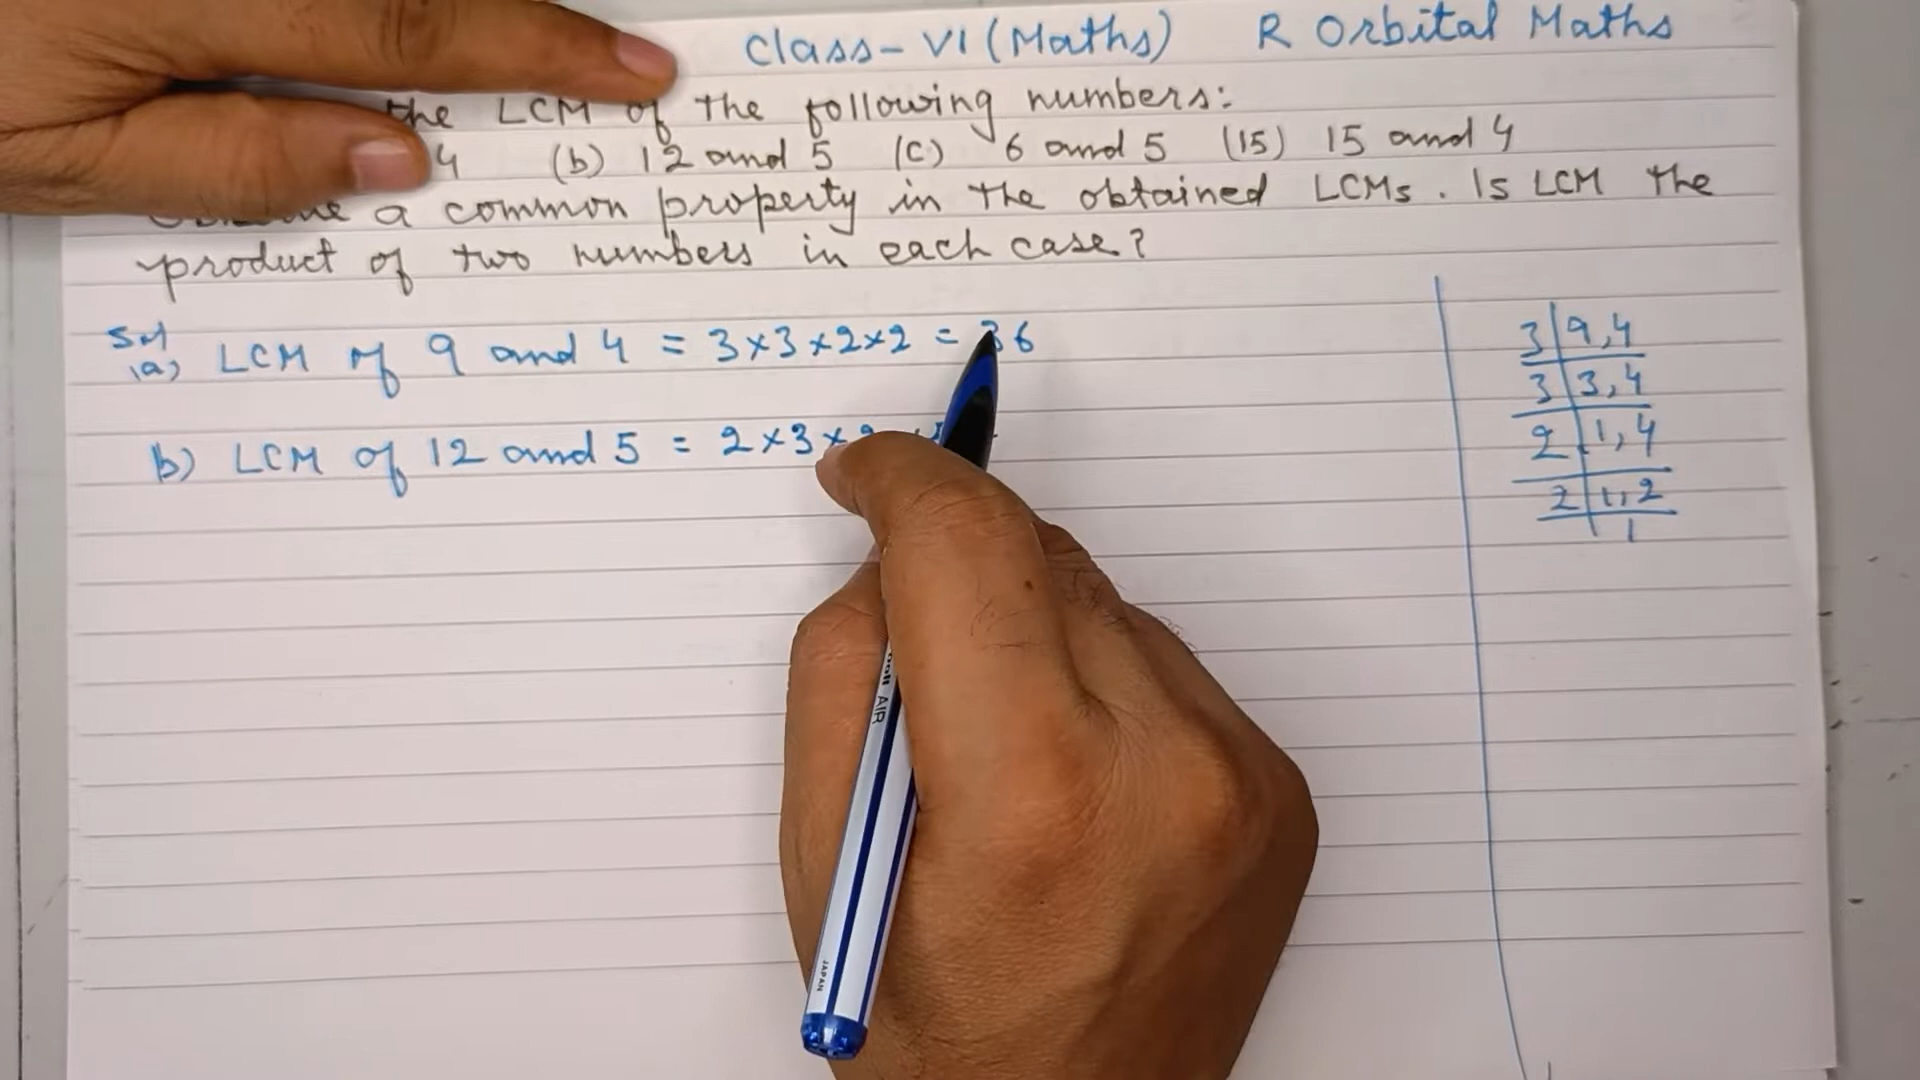 Class-VI (Maths) R Orbital Maths
the LCM of the following numbers:
4 (b) 12 and 5 (c) 6 and 5 (15) 15 and 4
a common property in the obtained LCMs. Is LCM the
product of two numbers in each case?
Sol
(a) LCM of 9 and 4 = 3×3×2×2 = 36
b) LCM of 12 and 5 = 2×3×2
3 9,4
3 3,4
2 1,4
2 1,2
1
AIR
JAPAN